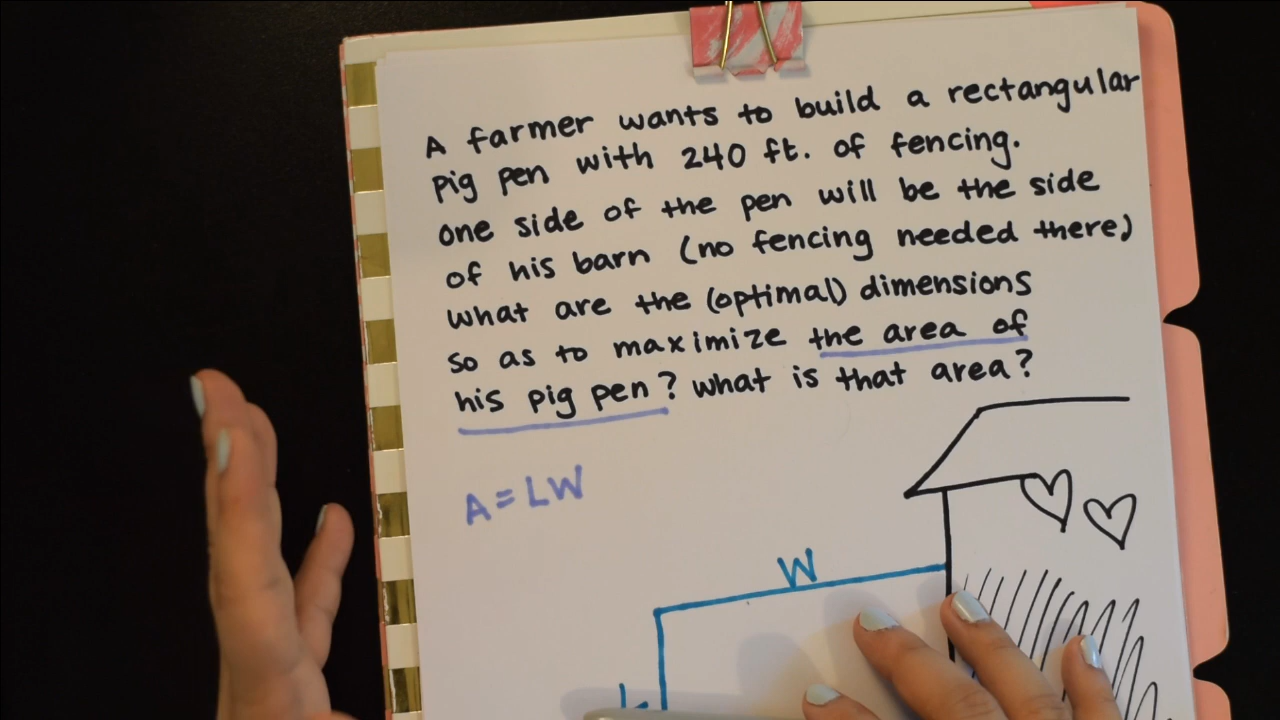 A farmer wants to build a rectangular
pig pen with 240 ft. of fencing.
one side of the pen will be the side
of his barn (no fencing needed there)
what are the (optimal) dimensions
so as to maximize the area of
his pig pen? what is that area?
A = LW
W